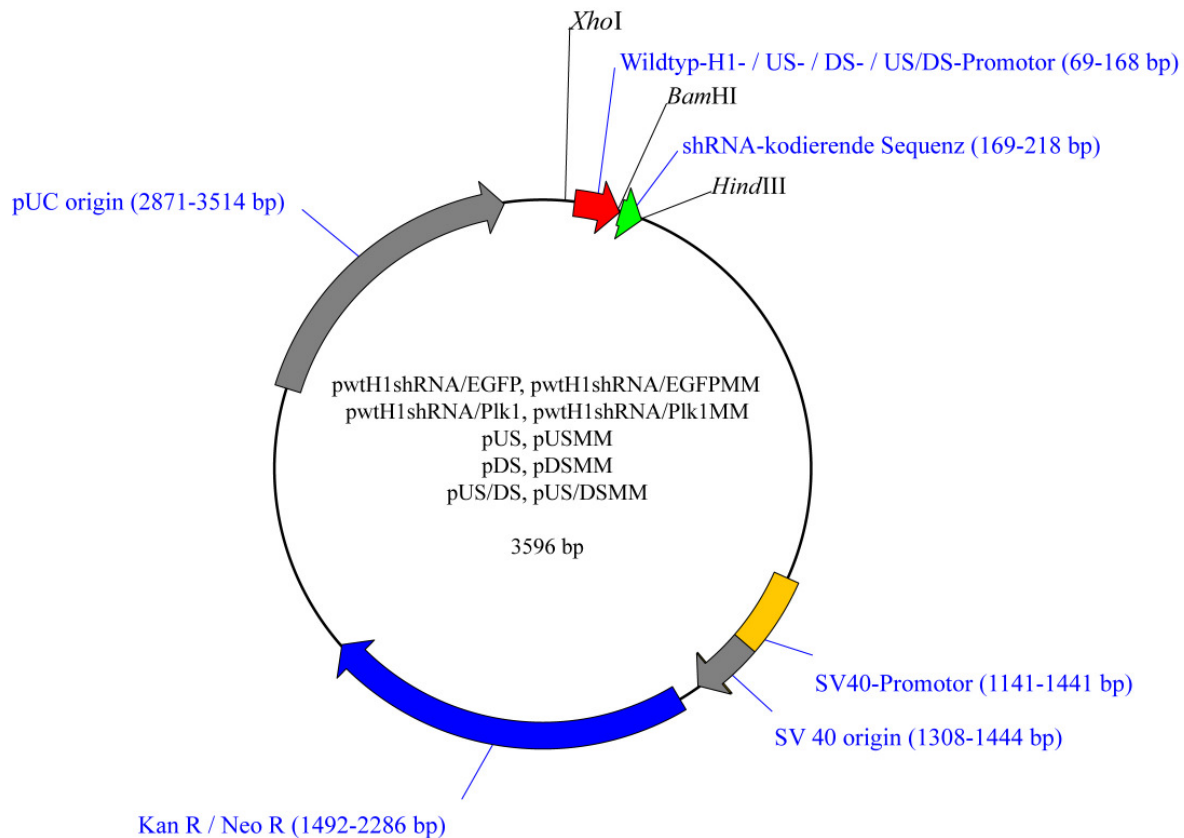 XhoI
Wildtyp-H1- / US- / DS- / US/DS-Promotor (69-168 bp)
BamHI
shRNA-kodierende Sequenz (169-218 bp)
HindIII
pUC origin (2871-3514 bp)
pwtH1shRNA/EGFP, pwtH1shRNA/EGFPMM
pwtH1shRNA/Plk1, pwtH1shRNA/Plk1MM
pUS, pUSMM
pDS, pDSMM
pUS/DS, pUS/DSMM
3596 bp
SV40-Promotor (1141-1441 bp)
SV 40 origin (1308-1444 bp)
Kan R / Neo R (1492-2286 bp)